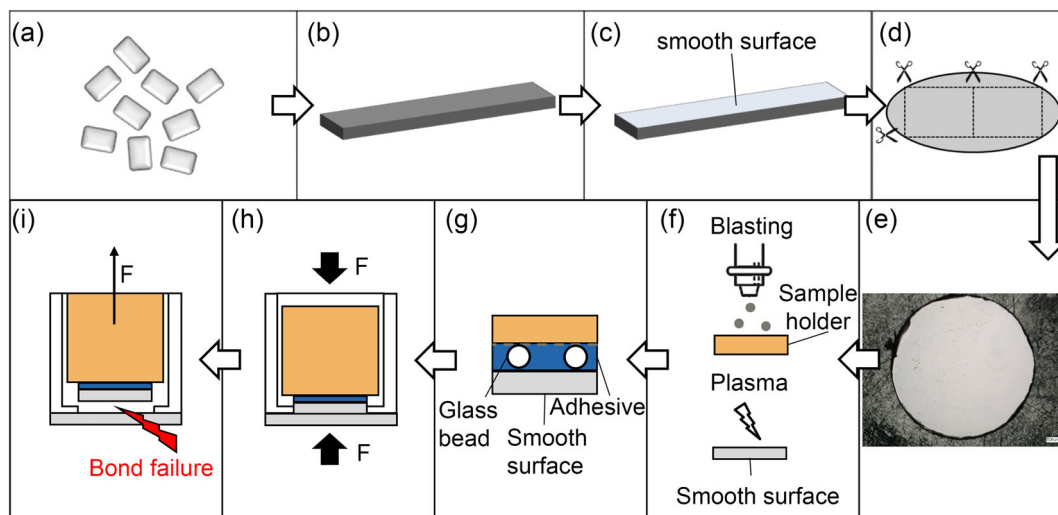 (a)
(b)
(c)
smooth surface
(d)
(i)
F
Bond failure
(h)
F
F
(g)
Glass
bead
Adhesive
Smooth
surface
(f)
Blasting
Sample
holder
Plasma
Smooth surface
(e)